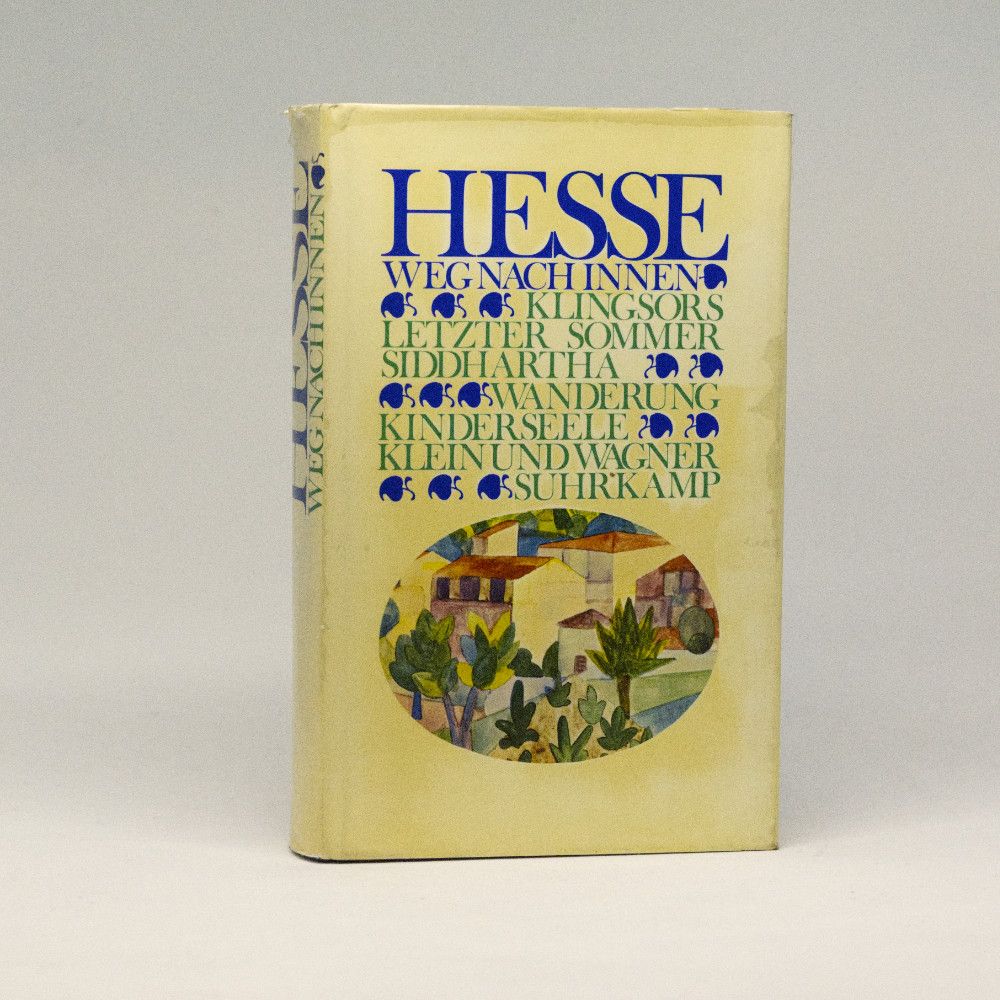 HESSE
WEG NACH INNEN
KLINGSORS
LETZTER SOMMER
SIDDHARTHA
WANDERUNG
KINDERSEELE
KLEIN UND WAGNER
SUHRKAMP
HESSE
WEG NACH INNEN